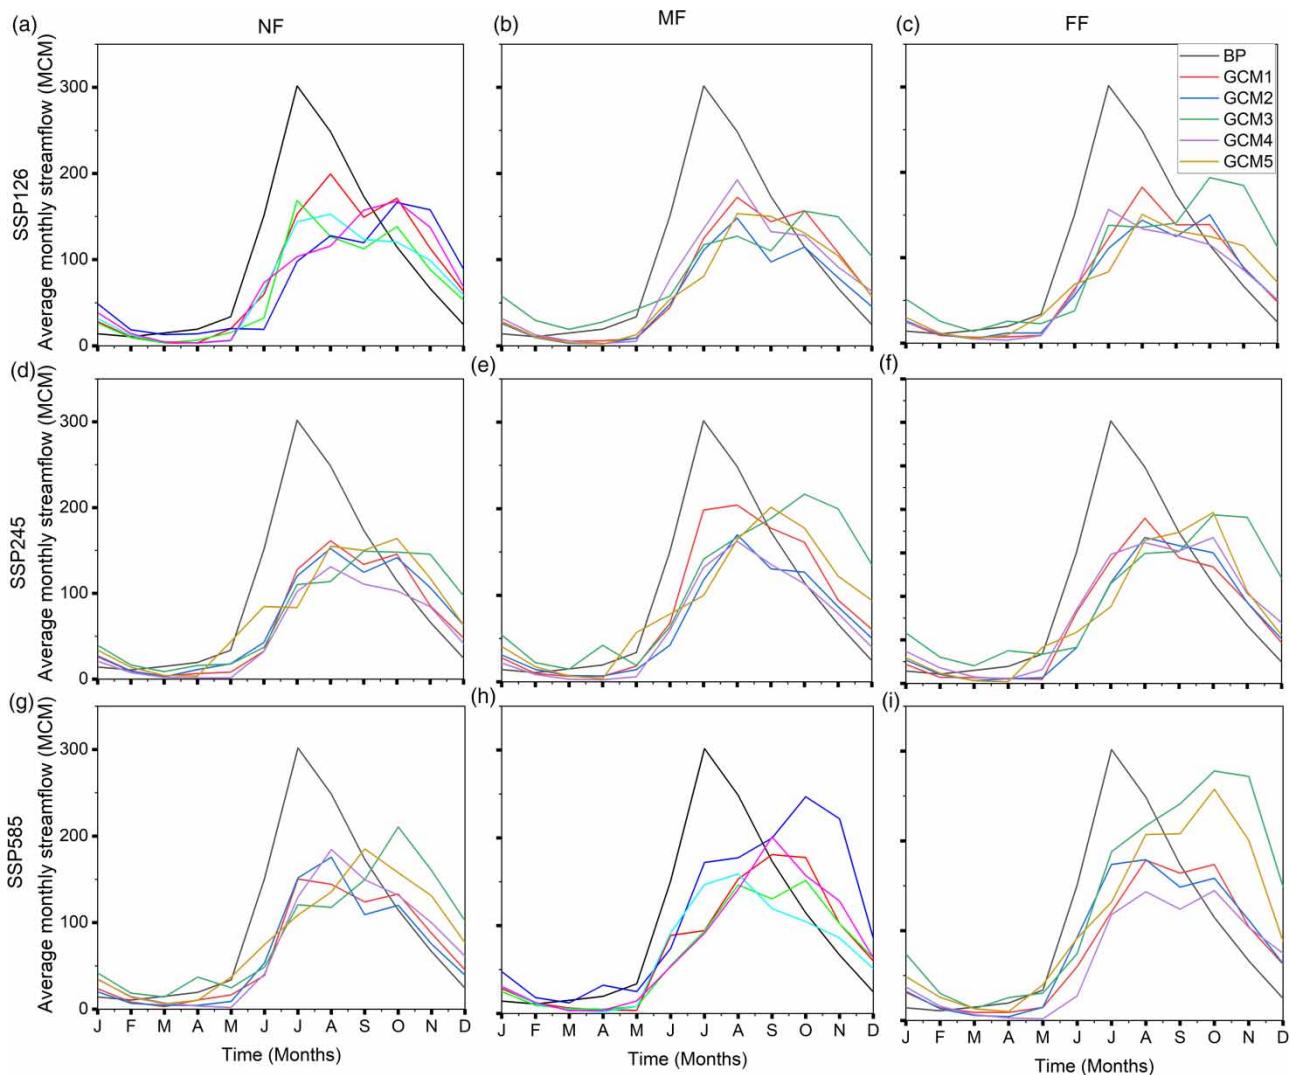 (a) NF (b) MF (c) FF
BP
GCM1
GCM2
GCM3
GCM4
GCM5
SSP126
Average monthly streamflow (MCM)
300
200
100
0
J F M A M J J A S O N D
J F M A M J J A S O N D
J F M A M J J A S O N D
(d) (e) (f)
SSP245
Average monthly streamflow (MCM)
300
200
100
0
J F M A M J J A S O N D
J F M A M J J A S O N D
J F M A M J J A S O N D
(g) (h) (i)
SSP585
Average monthly streamflow (MCM)
300
200
100
0
J F M A M J J A S O N D
J F M A M J J A S O N D
J F M A M J J A S O N D
Time (Months) Time (Months) Time (Months)